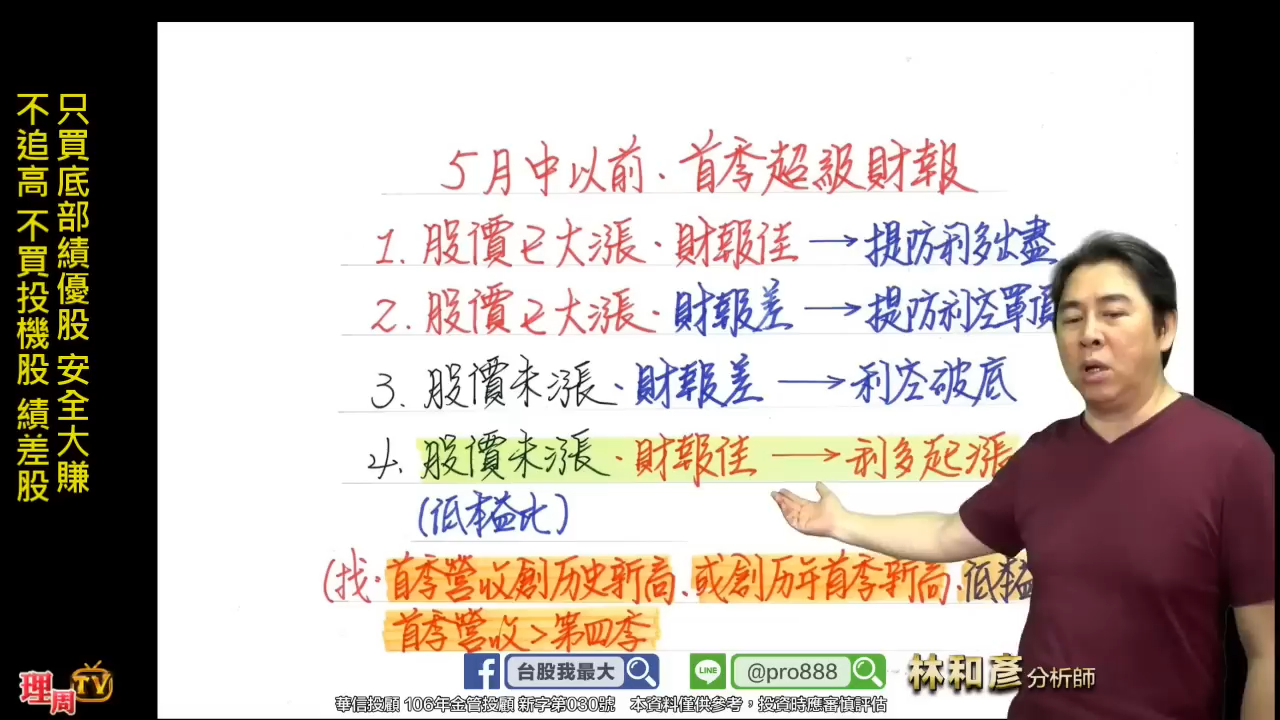 只買底部績優股 安全大賺
不追高 不買投機股 績差股
5月中以前.首季超級財報
1. 股價已大漲.財報佳→提防利多出盡
2. 股價已大漲.財報差→提防利空罩頂
3. 股價未漲.財報差→利空破底
4. 股價未漲.財報佳→利多起漲
(低本益比)
(找.首季營收創历史新高、或創历年首季新高.低本益
首季營收>第四季
台股我最大
LINE
@pro888
林和彥分析師
理周TV
華信投顧 106年金管投顧 新字第030號 本資料僅供參考，投資時應審慎評估